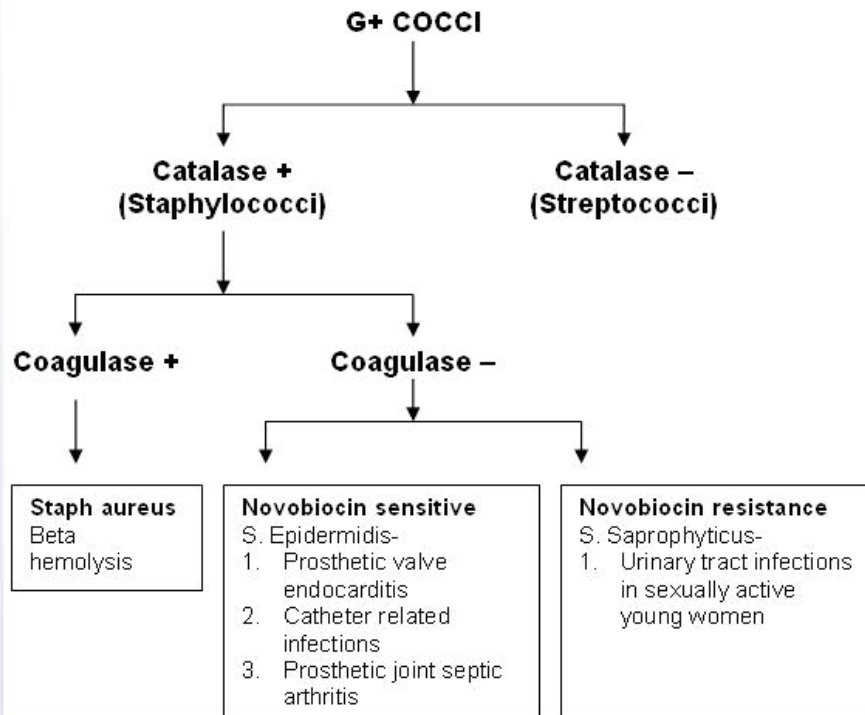 G+ COCCI
Catalase +
(Staphylococci)
Catalase –
(Streptococci)
Coagulase +
Coagulase –
Staph aureus
Beta
hemolysis
Novobiocin sensitive
S. Epidermidis-
1. Prosthetic valve
endocarditis
2. Catheter related
infections
3. Prosthetic joint septic
arthritis
Novobiocin resistance
S. Saprophyticus-
1. Urinary tract infections
in sexually active
young women